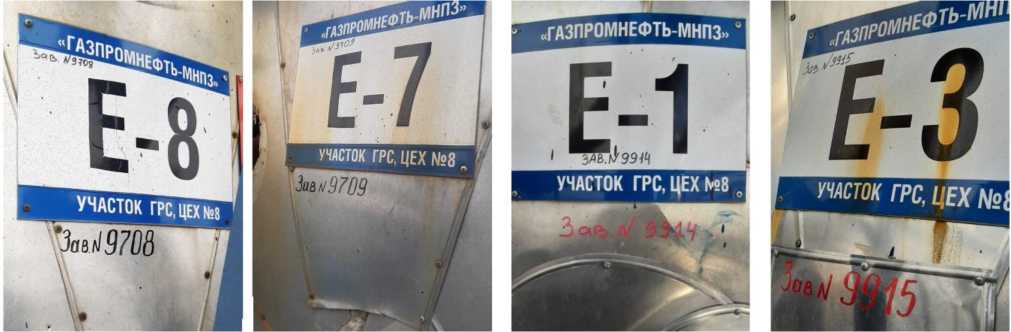 «ГАЗПРОМНЕФТЬ-МНПЗ»
Зав. N9708
Е-8
УЧАСТОК ГРС, ЦЕХ №8
Зав. N 9708
«ГАЗПРОМНЕФТЬ-МНПЗ»
Зав N9709
Е-7
УЧАСТОК ГРС, ЦЕХ №8
Зав N 9709
«ГАЗПРОМНЕФТЬ-МНПЗ»
Е-1
ЗАВ. N 9914
УЧАСТОК ГРС, ЦЕХ №8
Зав. N 9914
«ГАЗПРОМНЕФТЬ-МНПЗ
Зав. N9915
Е-3
УЧАСТОК ГРС, ЦЕХ №8
Зав N 9915